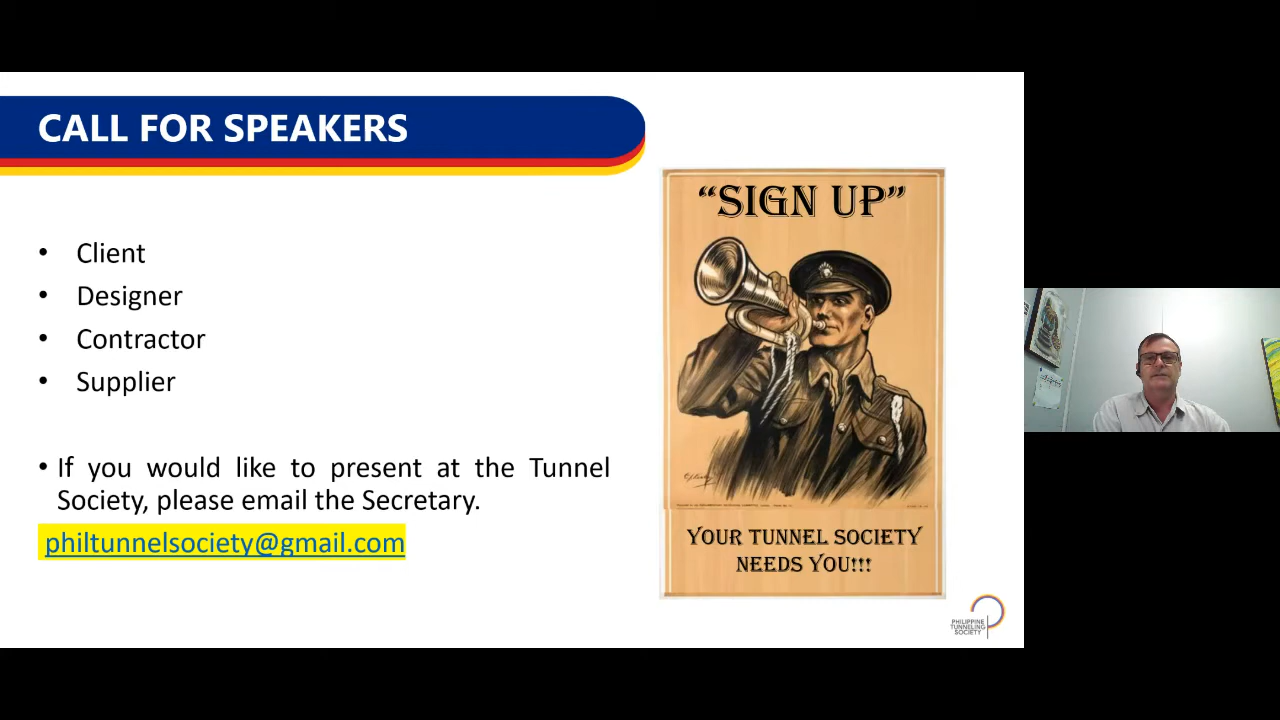 CALL FOR SPEAKERS
• Client
• Designer
• Contractor
• Supplier
• If you would like to present at the Tunnel
Society, please email the Secretary.
philtunnelsociety@gmail.com
“SIGN UP”
YOUR TUNNEL SOCIETY
NEEDS YOU!!!
PHILIPPINE
TUNNELING
SOCIETY